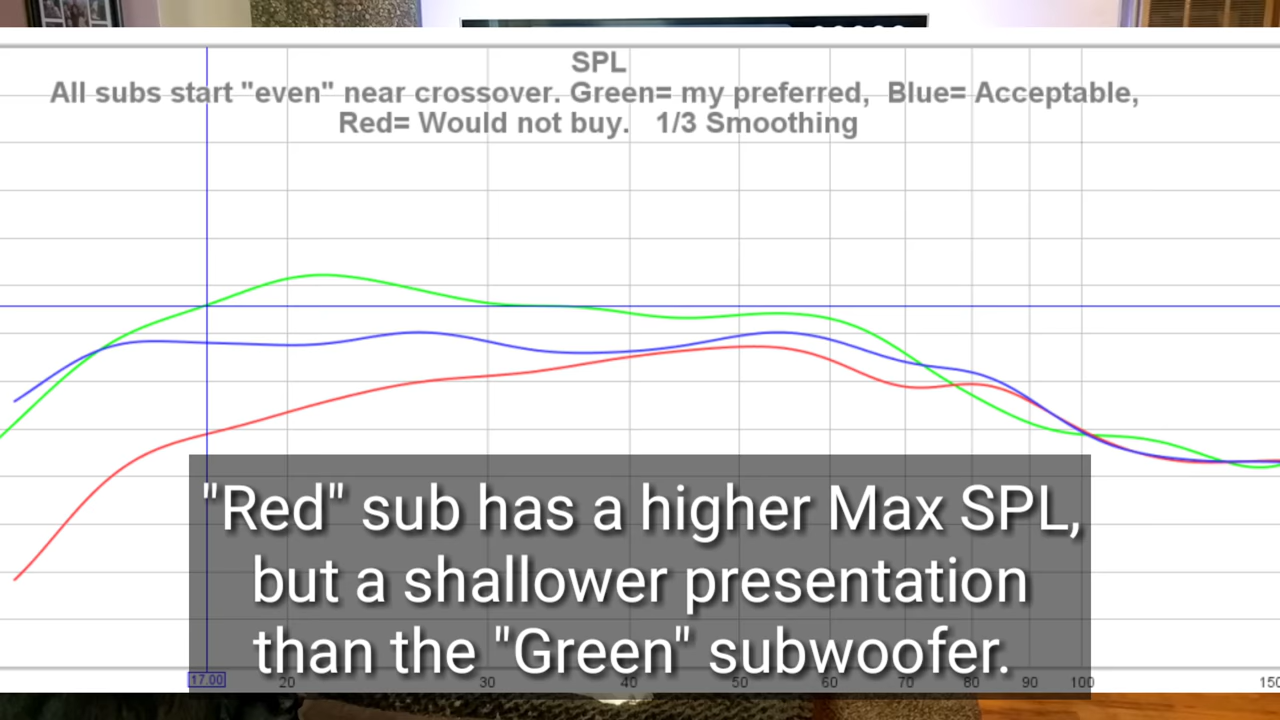 SPL
All subs start "even" near crossover. Green= my preferred, Blue= Acceptable,
Red= Would not buy. 1/3 Smoothing
"Red" sub has a higher Max SPL,
but a shallower presentation
than the "Green" subwoofer.
17.00 20 30 40 50 60 70 80 90 100